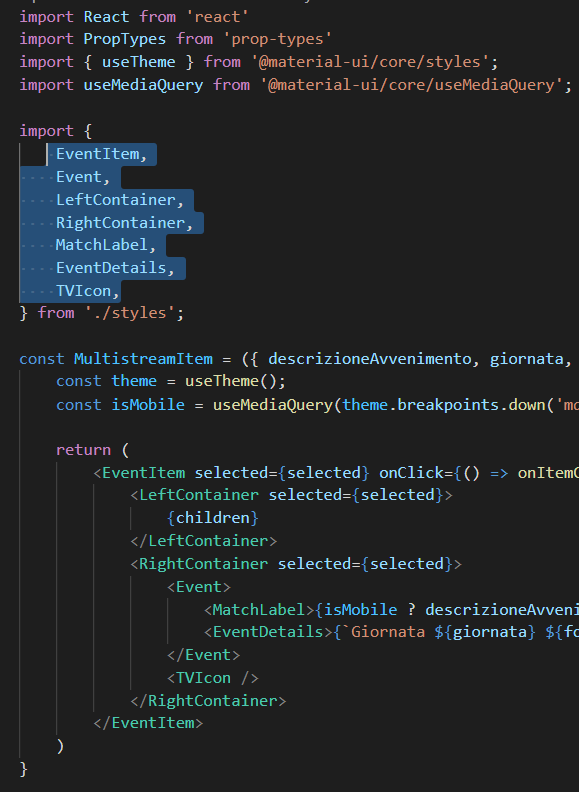 import React from 'react'
import PropTypes from 'prop-types'
import { useTheme } from '@material-ui/core/styles';
import useMediaQuery from '@material-ui/core/useMediaQuery';
import {
EventItem,
Event,
LeftContainer,
RightContainer,
MatchLabel,
EventDetails,
TVIcon,
} from './styles';
const MultistreamItem = ({ descrizioneAvvenimento, giornata,
const theme = useTheme();
const isMobile = useMediaQuery(theme.breakpoints.down('md
return (
<EventItem selected={selected} onClick={() => onItemC
<LeftContainer selected={selected}>
{children}
</LeftContainer>
<RightContainer selected={selected}>
<Event>
<MatchLabel>{isMobile ? descrizioneAvveni
<EventDetails>{`Giornata ${giornata} ${fo
</Event>
<TVIcon />
</RightContainer>
</EventItem>
)
}